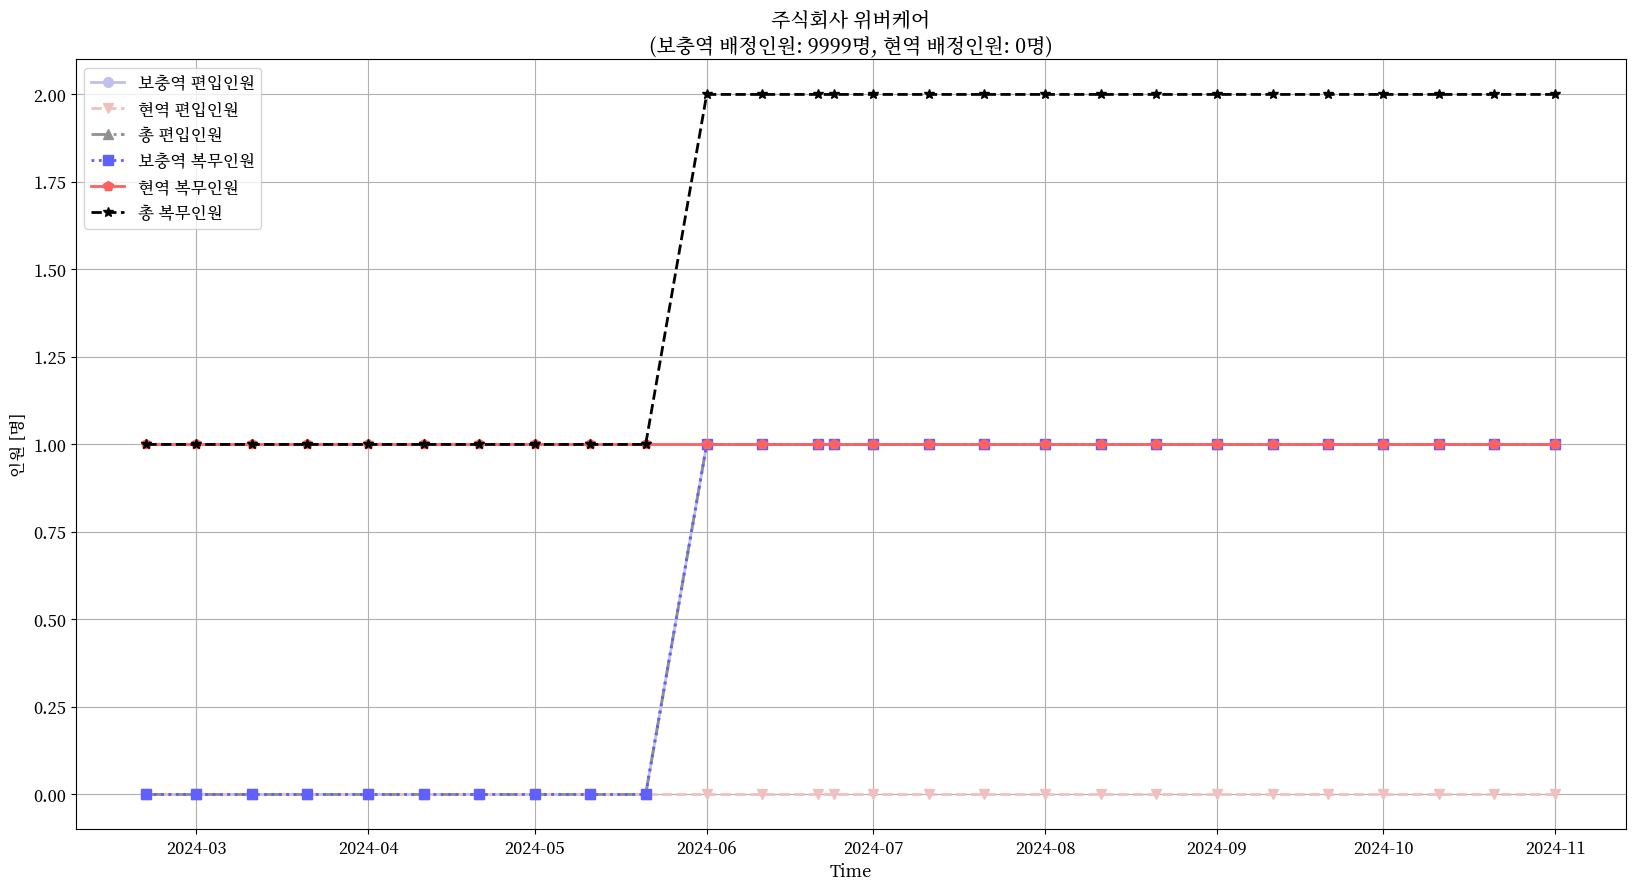 주식회사 위버케어
(보충역 배정인원: 9999명, 현역 배정인원: 0명)
보충역 편입인원
현역 편입인원
총 편입인원
보충역 복무인원
현역 복무인원
총 복무인원
2.00
1.75
1.50
1.25
1.00
0.75
0.50
0.25
0.00
인원 [명]
2024-03 2024-04 2024-05 2024-06 2024-07 2024-08 2024-09 2024-10 2024-11
Time